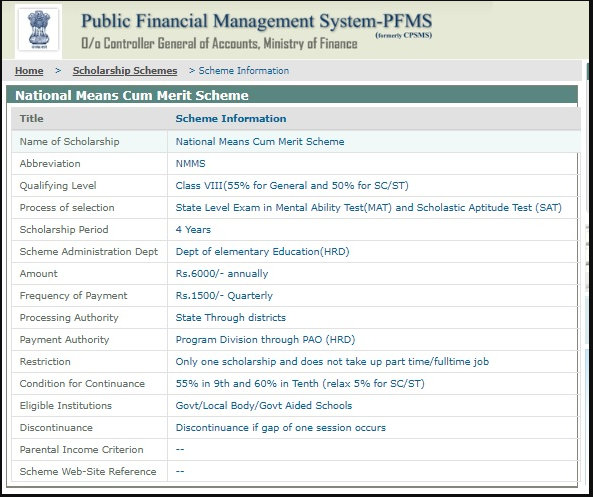 Public Financial Management System-PFMS
(formerly CPSMS)
O/o Controller General of Accounts, Ministry of Finance
Home > Scholarship Schemes > Scheme Information
National Means Cum Merit Scheme
Title Scheme Information
Name of Scholarship National Means Cum Merit Scheme
Abbreviation NMMS
Qualifying Level Class VIII(55% for General and 50% for SC/ST)
Process of selection State Level Exam in Mental Ability Test(MAT) and Scholastic Aptitude Test (SAT)
Scholarship Period 4 Years
Scheme Administration Dept Dept of elementary Education(HRD)
Amount Rs.6000/- annually
Frequency of Payment Rs.1500/- Quarterly
Processing Authority State Through districts
Payment Authority Program Division through PAO (HRD)
Restriction Only one scholarship and does not take up part time/fulltime job
Condition for Continuance 55% in 9th and 60% in Tenth (relax 5% for SC/ST)
Eligible Institutions Govt/Local Body/Govt Aided Schools
Discontinuance Discontinuance if gap of one session occurs
Parental Income Criterion --
Scheme Web-Site Reference --